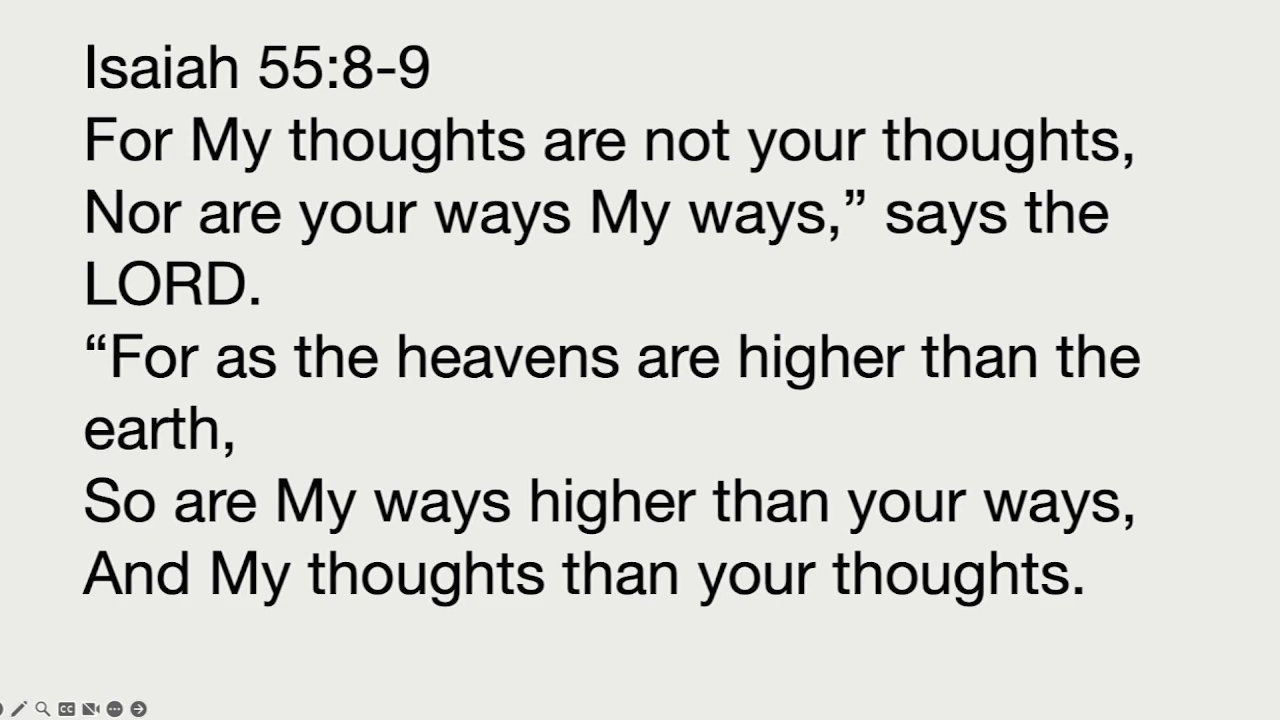 Isaiah 55:8-9
For My thoughts are not your thoughts,
Nor are your ways My ways,” says the
LORD.
“For as the heavens are higher than the
earth,
So are My ways higher than your ways,
And My thoughts than your thoughts.
CC